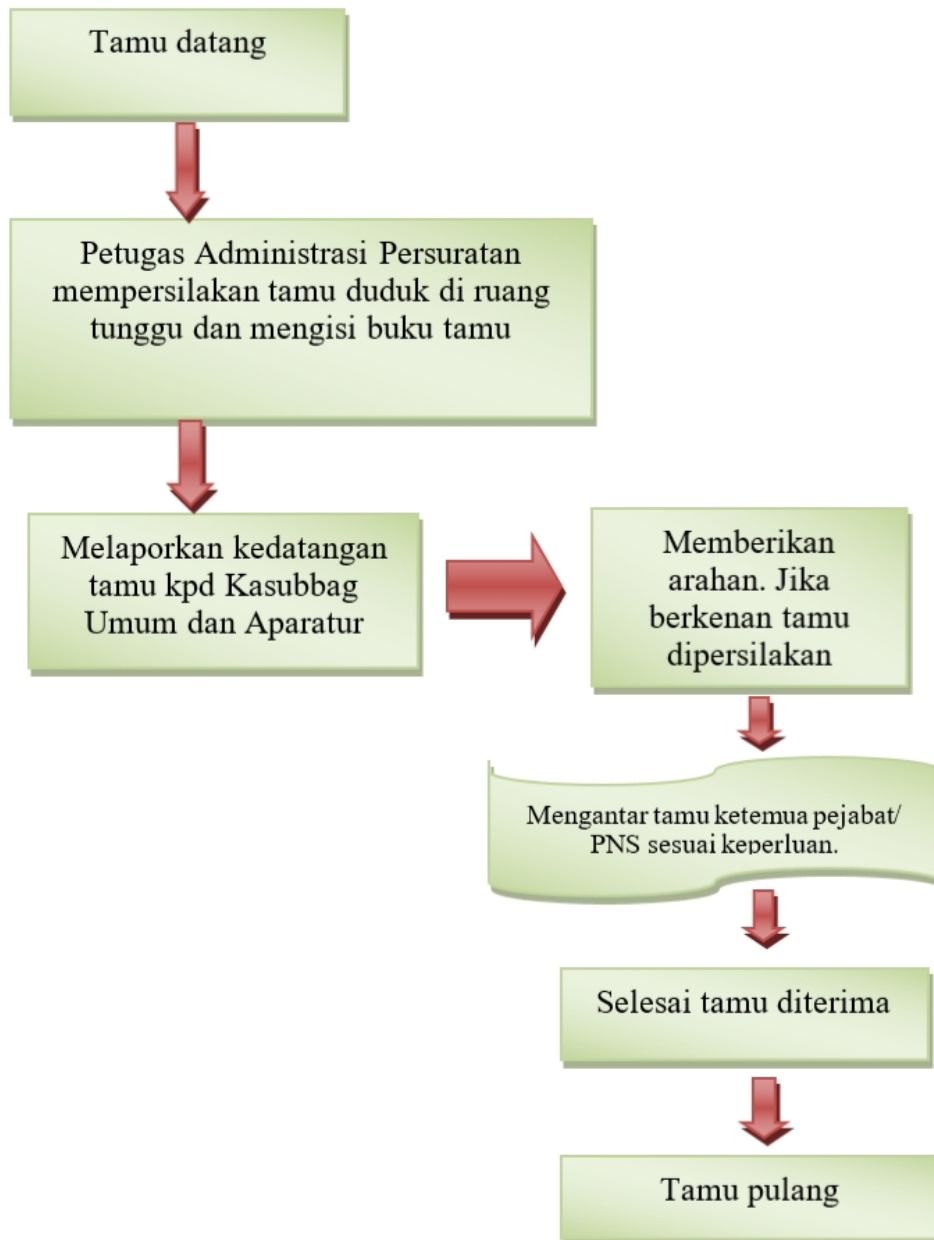 Tamu datang
Petugas Administrasi Persuratan
mempersilakan tamu duduk di ruang
tunggu dan mengisi buku tamu
Melaporkan kedatangan
tamu kpd Kasubbag
Umum dan Aparatur
Memberikan
arahan. Jika
berkenan tamu
dipersilakan
Mengantar tamu ketemua pejabat/
PNS sesuai keperluan.
Selesai tamu diterima
Tamu pulang